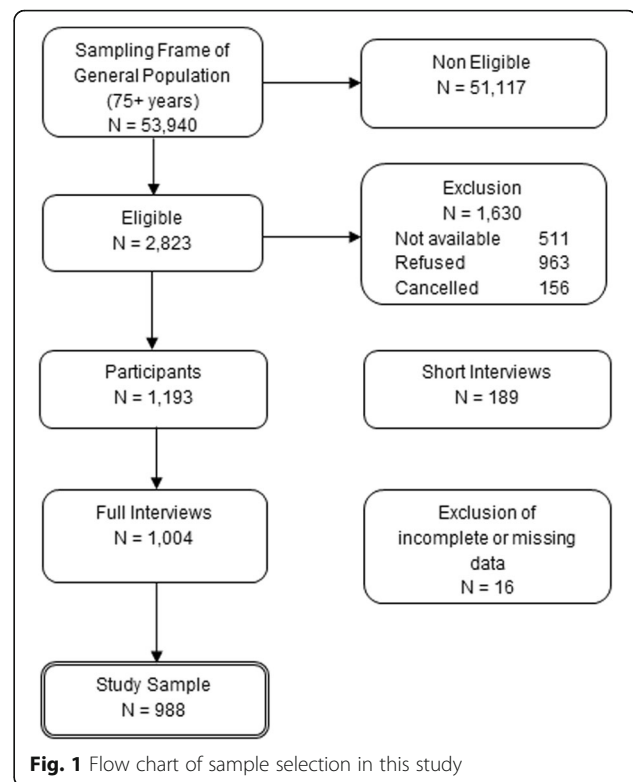 Sampling Frame of
General Population
(75+ years)
N = 53,940
Non Eligible
N = 51,117
Eligible
N = 2,823
Exclusion
N = 1,630
Not available 511
Refused 963
Cancelled 156
Participants
N = 1,193
Short Interviews
N = 189
Full Interviews
N = 1,004
Exclusion of
incomplete or missing
data
N = 16
Study Sample
N = 988
Fig. 1 Flow chart of sample selection in this study